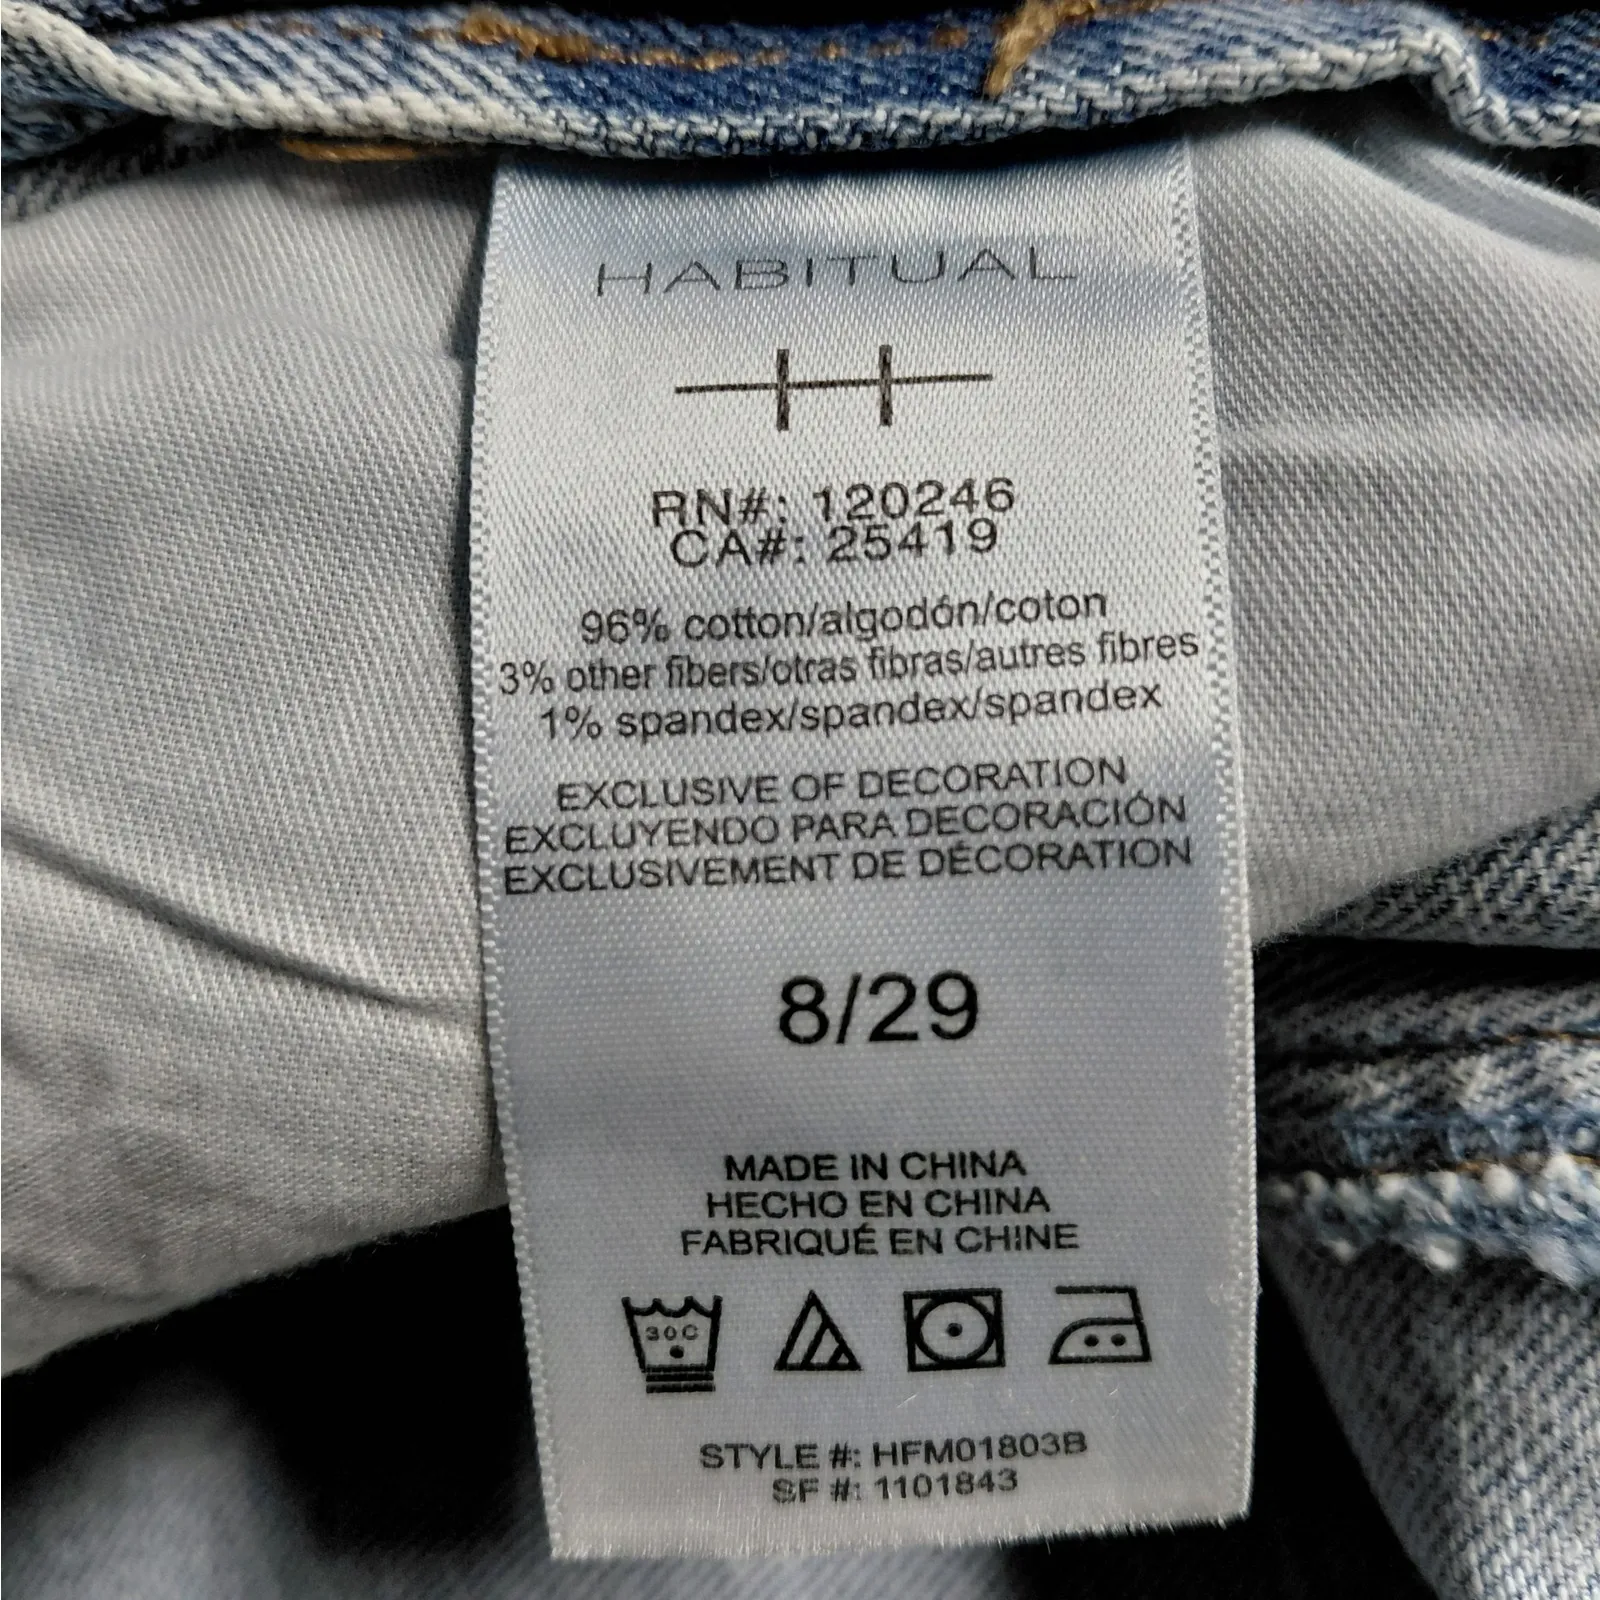 HABITUAL
RN#: 120246
CA#: 25419
96% cotton/algodón/coton
3% other fibers/otras fibras/autres fibres
1% spandex/spandex/spandex
EXCLUSIVE OF DECORATION
EXCLUYENDO PARA DECORACIÓN
EXCLUSIVEMENT DE DÉCORATION
8/29
MADE IN CHINA
HECHO EN CHINA
FABRIQUÉ EN CHINE
30C
STYLE #: HFM01803B
SF #: 1101843